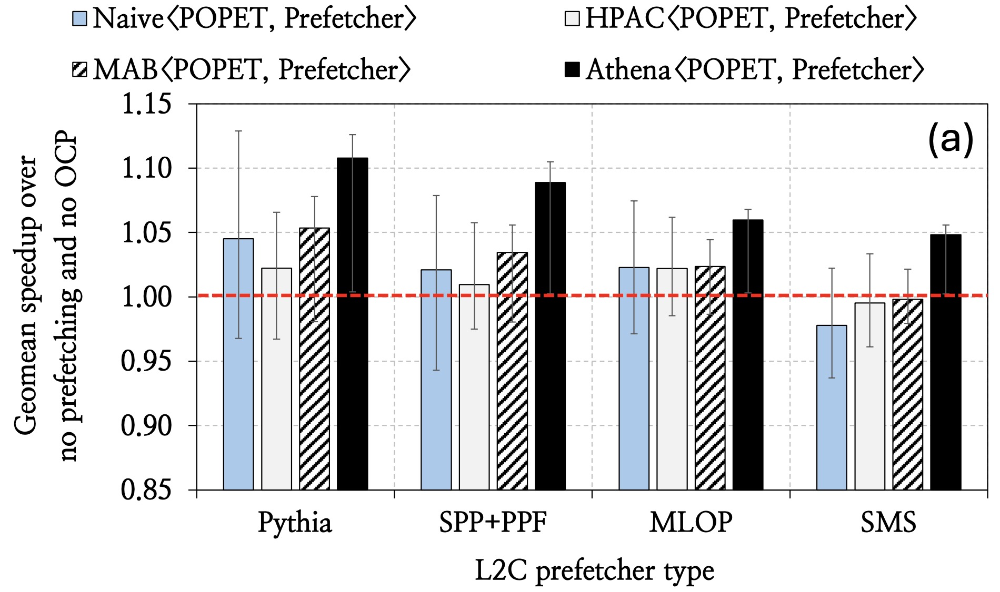 Naive〈POPET, Prefetcher〉
HPAC〈POPET, Prefetcher〉
MAB〈POPET, Prefetcher〉
Athena〈POPET, Prefetcher〉
(a)
Geomean speedup over
no prefetching and no OCP
1.15
1.10
1.05
1.00
0.95
0.90
0.85
Pythia
SPP+PPF
MLOP
SMS
L2C prefetcher type